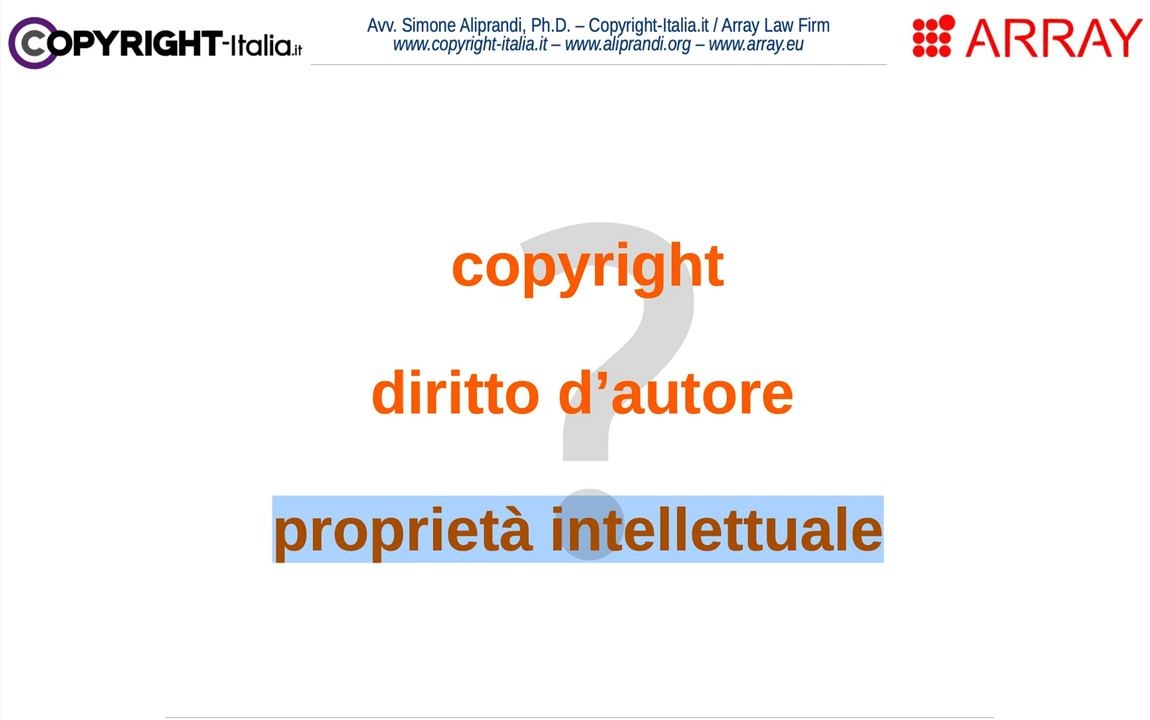 COPYRIGHT-Italia.it
Avv. Simone Aliprandi, Ph.D. – Copyright-Italia.it / Array Law Firm
www.copyright-italia.it – www.aliprandi.org – www.array.eu
ARRAY
?
copyright
diritto d’autore
proprietà intellettuale